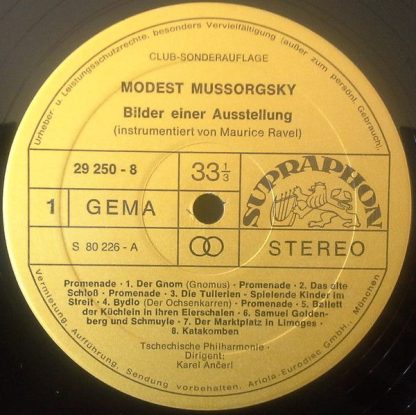 Urheber- u. Leistungsschutzrechte, besonders Vervielfältigung (außer zum persönl. Gebrauch),
CLUB-SONDERAUFLAGE
MODEST MUSSORGSKY
Bilder einer Ausstellung
(instrumentiert von Maurice Ravel)
29 250 - 8
33 1/3
SUPRAPHON
1
GEMA
S 80 226 - A
STEREO
Promenade · 1. Der Gnom (Gnomus) · Promenade · 2. Das alte
Schloß · Promenade · 3. Die Tuilerien - Spielende Kinder im
Streit · 4. Bydlo (Der Ochsenkarren) · Promenade · 5. Ballett
der Küchlein in ihren Eierschalen · 6. Samuel Golden-
berg und Schmuyle · 7. Der Marktplatz in Limoges ·
8. Katakomben
Tschechische Philharmonie ·
Dirigent:
Karel Ančerl
Vermietung, Aufführung, Sendung vorbehalten. Ariola-Eurodisc GmbH., München